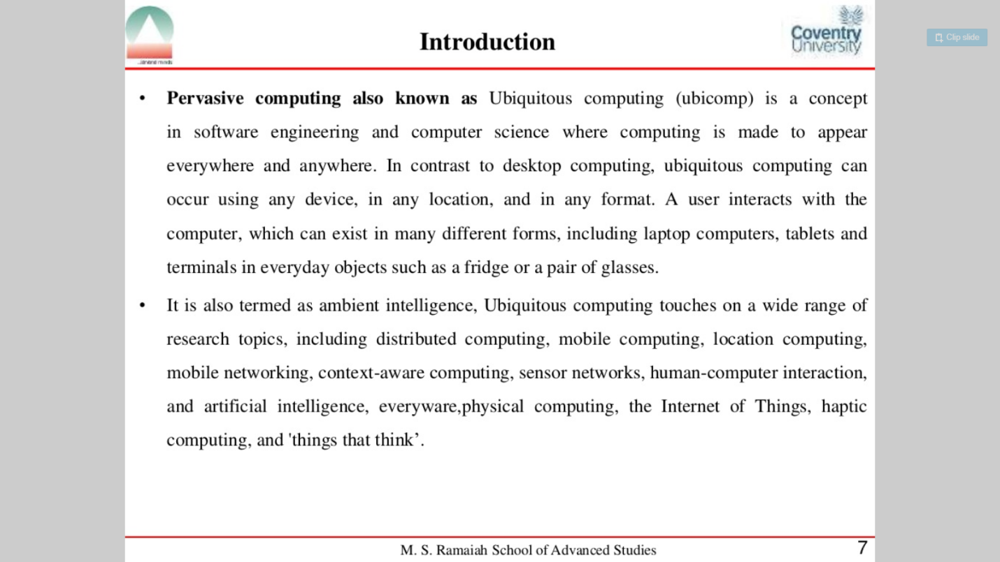 Introduction
Coventry
University
Clip slide
• Pervasive computing also known as Ubiquitous computing (ubicomp) is a concept
in software engineering and computer science where computing is made to appear
everywhere and anywhere. In contrast to desktop computing, ubiquitous computing can
occur using any device, in any location, and in any format. A user interacts with the
computer, which can exist in many different forms, including laptop computers, tablets and
terminals in everyday objects such as a fridge or a pair of glasses.
• It is also termed as ambient intelligence, Ubiquitous computing touches on a wide range of
research topics, including distributed computing, mobile computing, location computing,
mobile networking, context-aware computing, sensor networks, human-computer interaction,
and artificial intelligence, everyware,physical computing, the Internet of Things, haptic
computing, and 'things that think’.
M. S. Ramaiah School of Advanced Studies
7